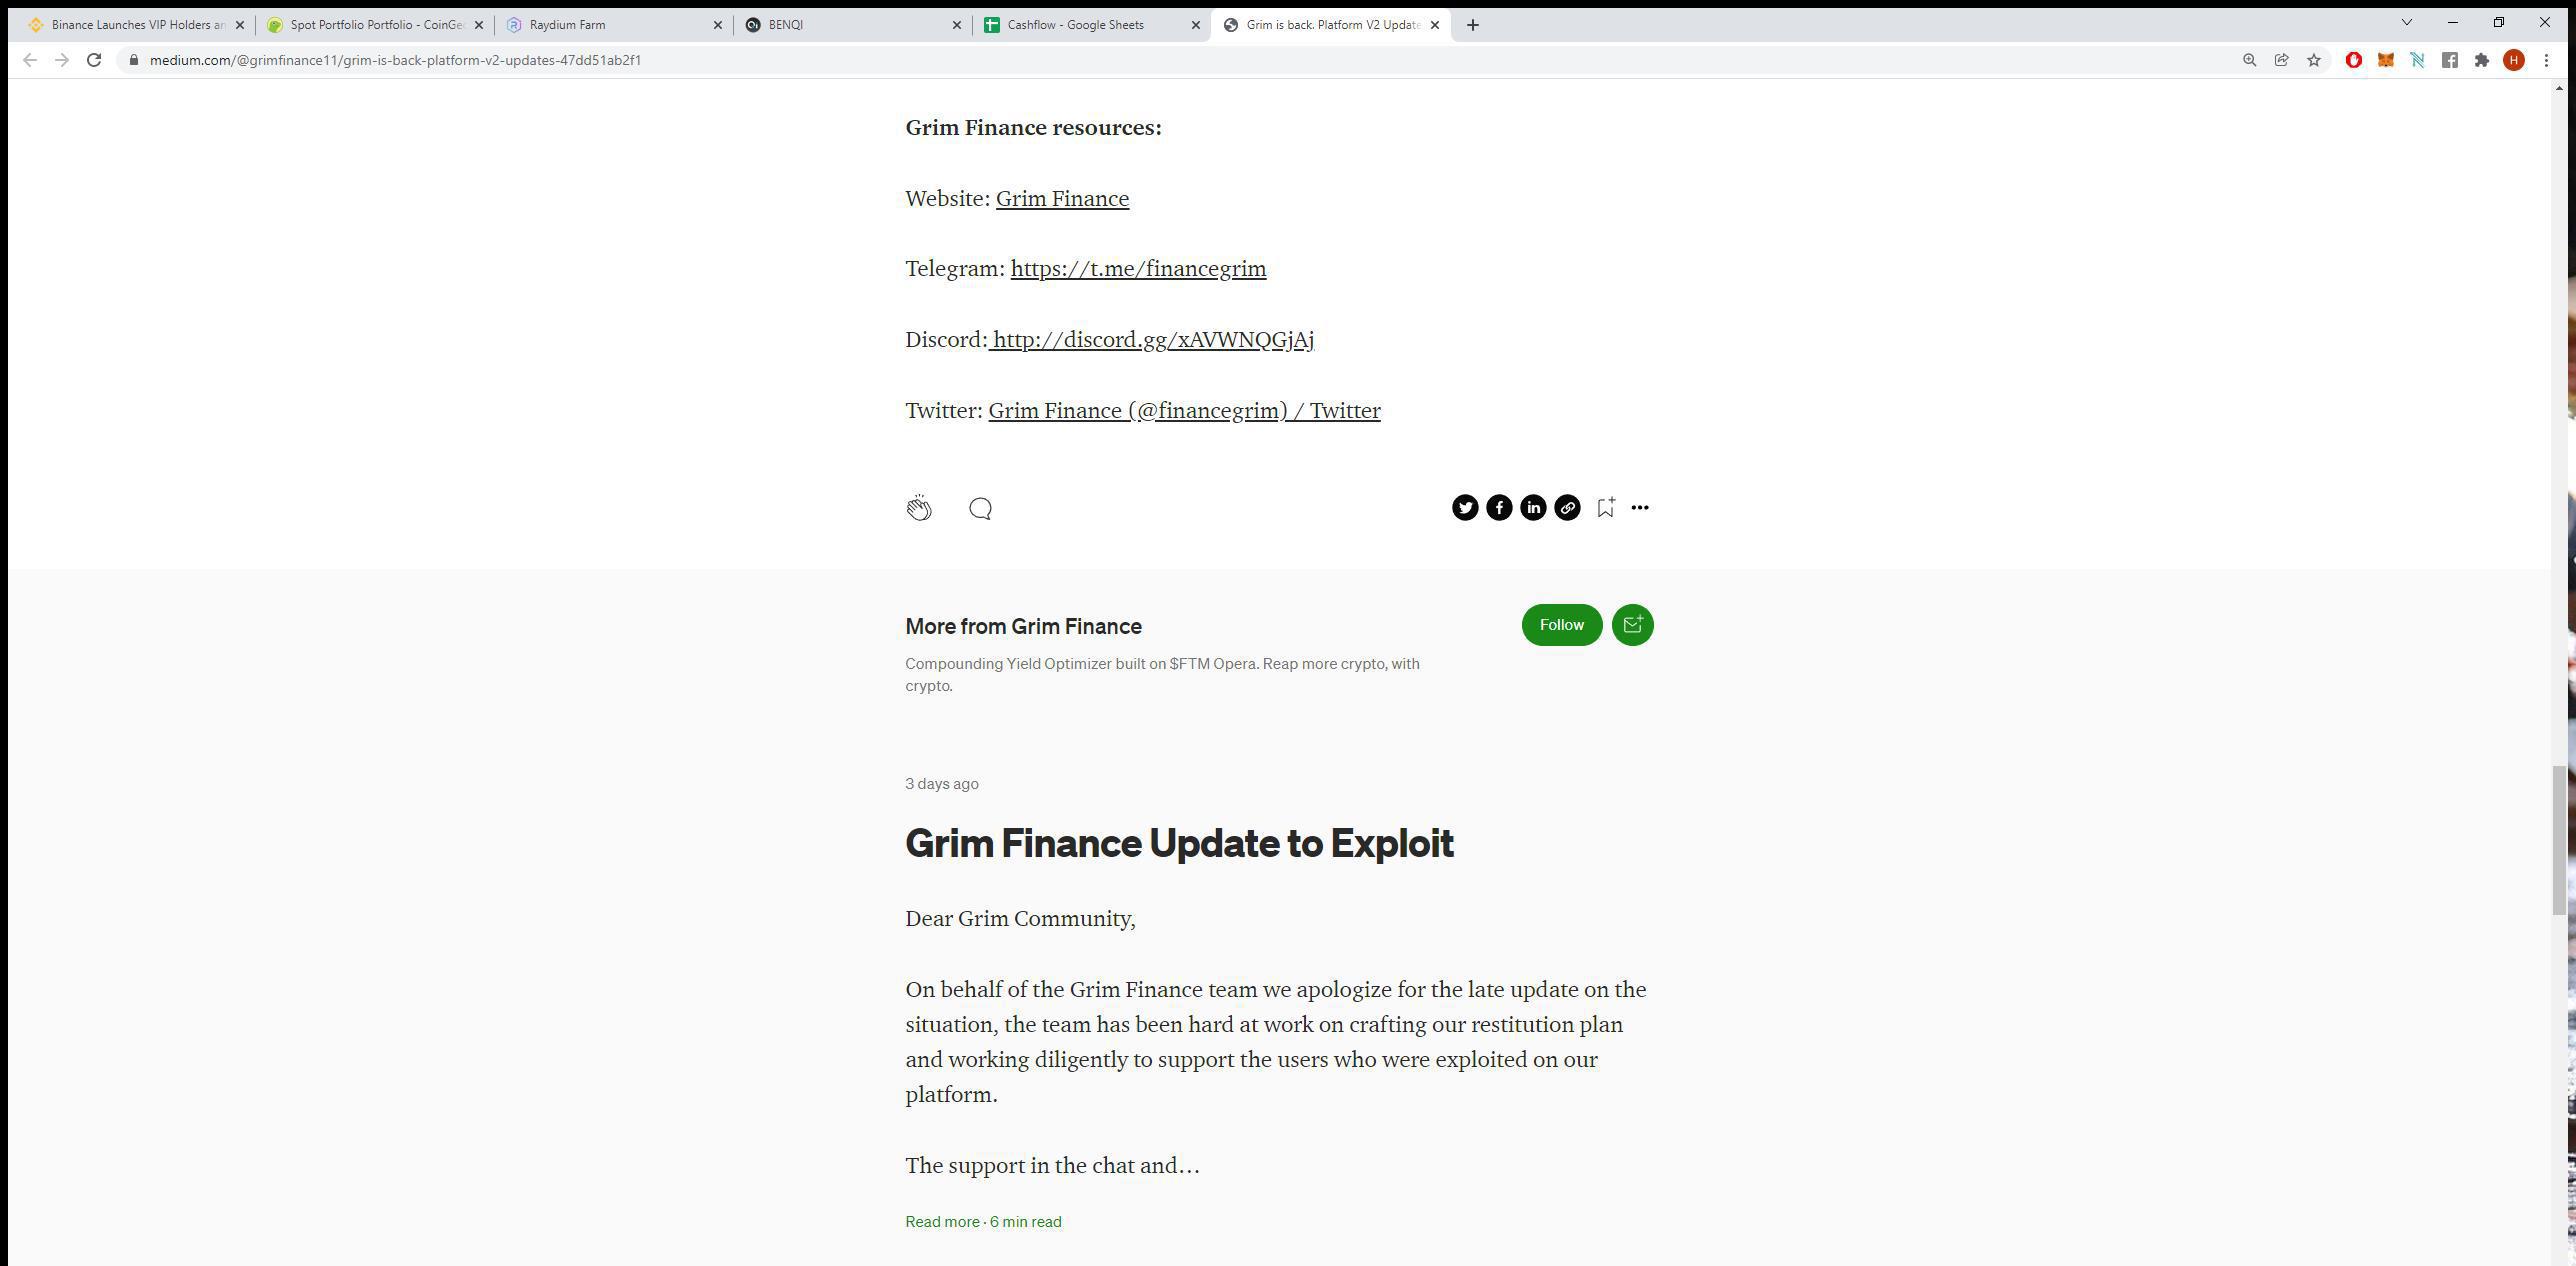 Binance Launches VIP Holders an
Spot Portfolio Portfolio - CoinGec
Raydium Farm
BENQI
Cashflow - Google Sheets
Grim is back. Platform V2 Update
medium.com/@grimfinance11/grim-is-back-platform-v2-updates-47dd51ab2f1
H
Grim Finance resources:
Website: Grim Finance
Telegram: https://t.me/financegrim
Discord: http://discord.gg/xAVWNQGjAj
Twitter: Grim Finance (@financegrim) / Twitter
More from Grim Finance
Follow
Compounding Yield Optimizer built on $FTM Opera. Reap more crypto, with
crypto.
3 days ago
Grim Finance Update to Exploit
Dear Grim Community,
On behalf of the Grim Finance team we apologize for the late update on the
situation, the team has been hard at work on crafting our restitution plan
and working diligently to support the users who were exploited on our
platform.
The support in the chat and…
Read more · 6 min read